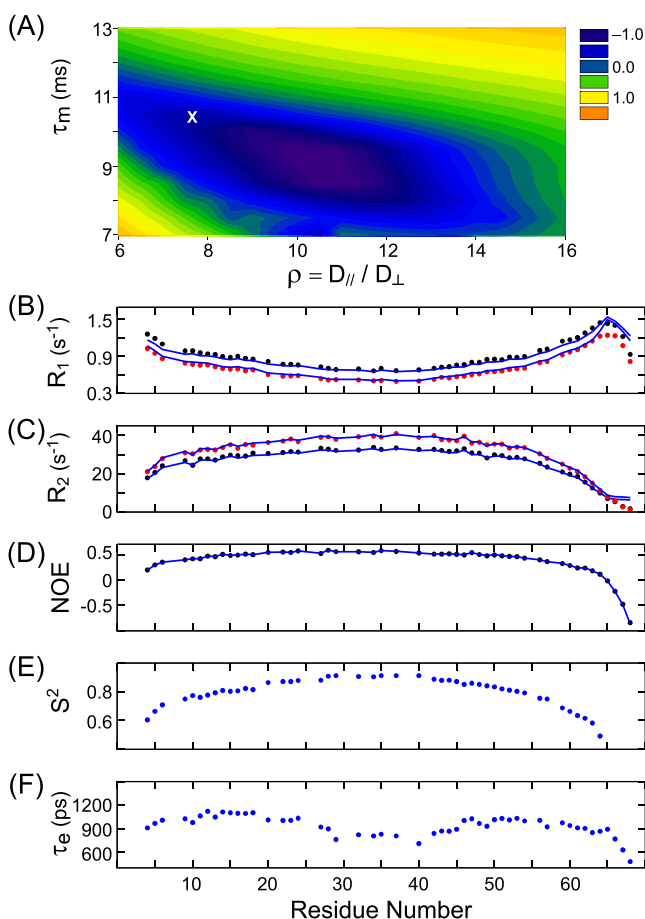 (A)
13
11
9
7
τm (ms)
x
6
8
10
12
14
16
ρ = D// / D⊥
−1.0
0.0
1.0
(B)
1.5
0.9
0.3
R1 (s-1)
(C)
40
20
0
R2 (s-1)
(D)
0.5
0
-0.5
NOE
(E)
0.8
0.6
S2
(F)
1200
900
600
τe (ps)
10
20
30
40
50
60
Residue Number